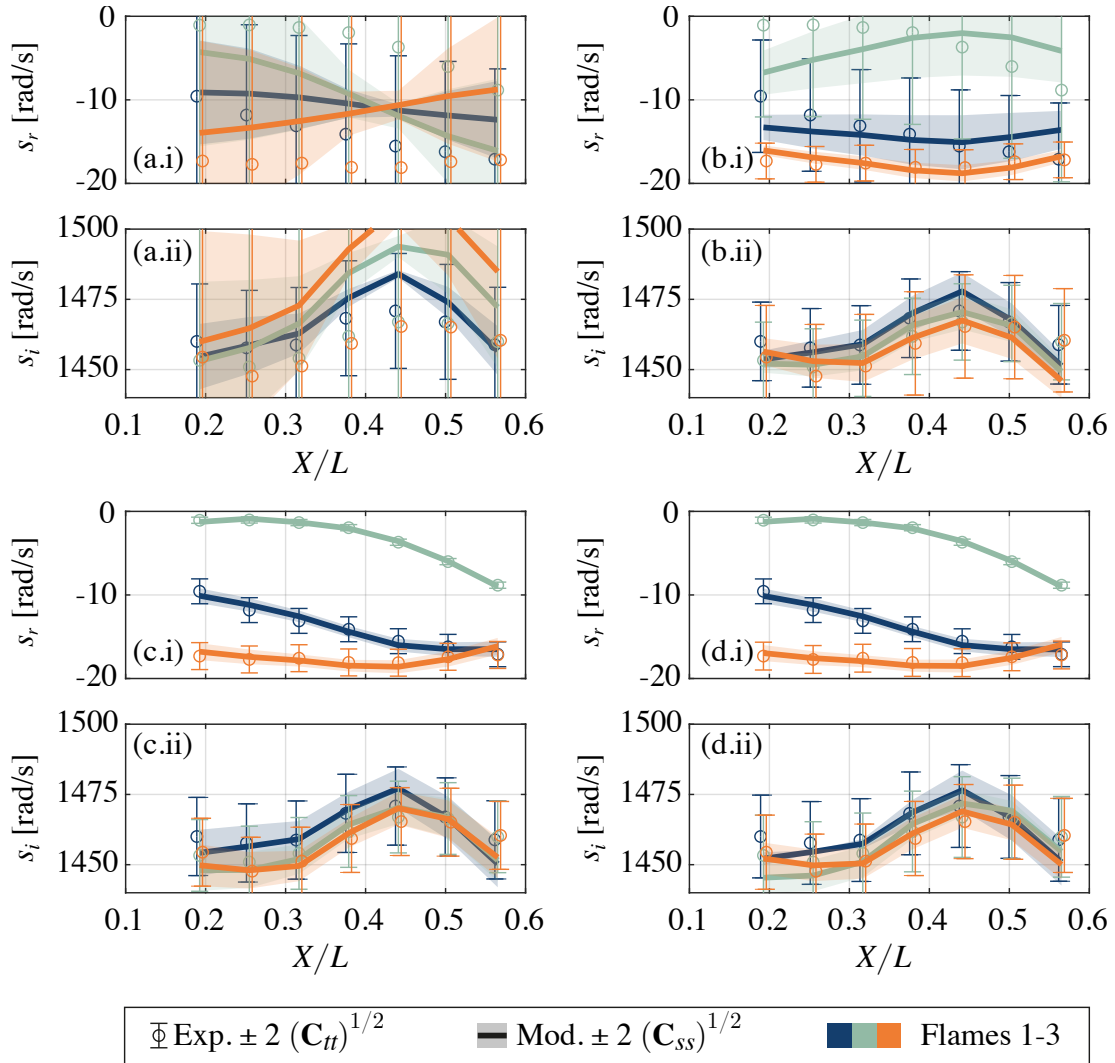 0
-10
-20
s_r [rad/s]
(a.i)
0
-10
-20
s_r [rad/s]
(b.i)
1500
1475
1450
s_i [rad/s]
(a.ii)
0.1 0.2 0.3 0.4 0.5 0.6
X/L
1500
1475
1450
s_i [rad/s]
(b.ii)
0.1 0.2 0.3 0.4 0.5 0.6
X/L
0
-10
-20
s_r [rad/s]
(c.i)
0
-10
-20
s_r [rad/s]
(d.i)
1500
1475
1450
s_i [rad/s]
(c.ii)
0.1 0.2 0.3 0.4 0.5 0.6
X/L
1500
1475
1450
s_i [rad/s]
(d.ii)
0.1 0.2 0.3 0.4 0.5 0.6
X/L
Exp. ± 2 (C_tt)^1/2 Mod. ± 2 (C_ss)^1/2 Flames 1-3